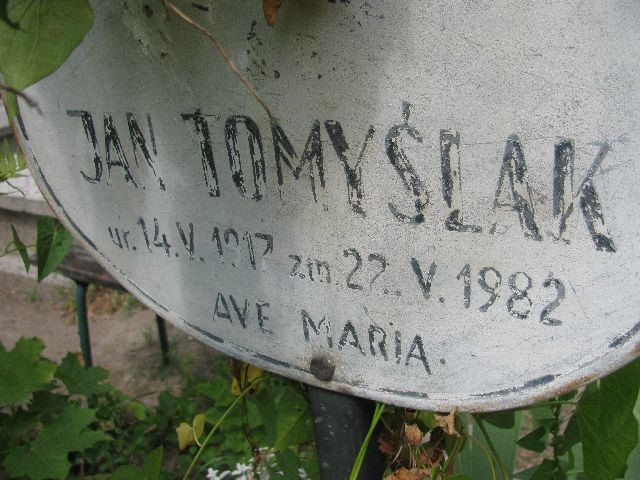 JAN TOMYŚLAK
ur. 14.V.1917 zm. 22.V.1982
AVE MARIA.